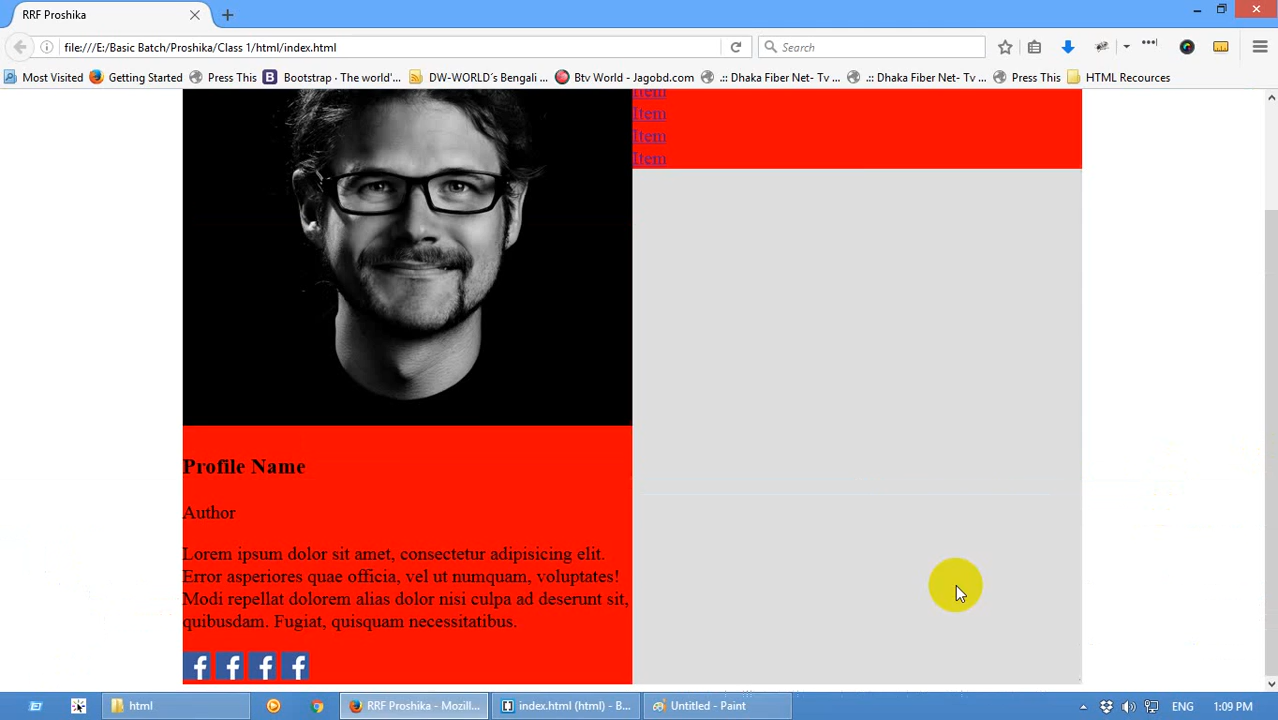 RRF Proshika
file:///E:/Basic Batch/Proshika/Class 1/html/index.html
Search
Most Visited
Getting Started
Press This
Bootstrap · The world'...
DW-WORLD´s Bengali ...
Btv World - Jagobd.com
.:: Dhaka Fiber Net- Tv ...
.:: Dhaka Fiber Net- Tv ...
Press This
HTML Recources
Item
Item
Item
Item
Profile Name
Author
Lorem ipsum dolor sit amet, consectetur adipisicing elit.
Error asperiores quae officia, vel ut numquam, voluptates!
Modi repellat dolorem alias dolor nisi culpa ad deserunt sit,
quibusdam. Fugiat, quisquam necessitatibus.
html
RRF Proshika - Mozill...
index.html (html) - B...
Untitled - Paint
ENG
1:09 PM